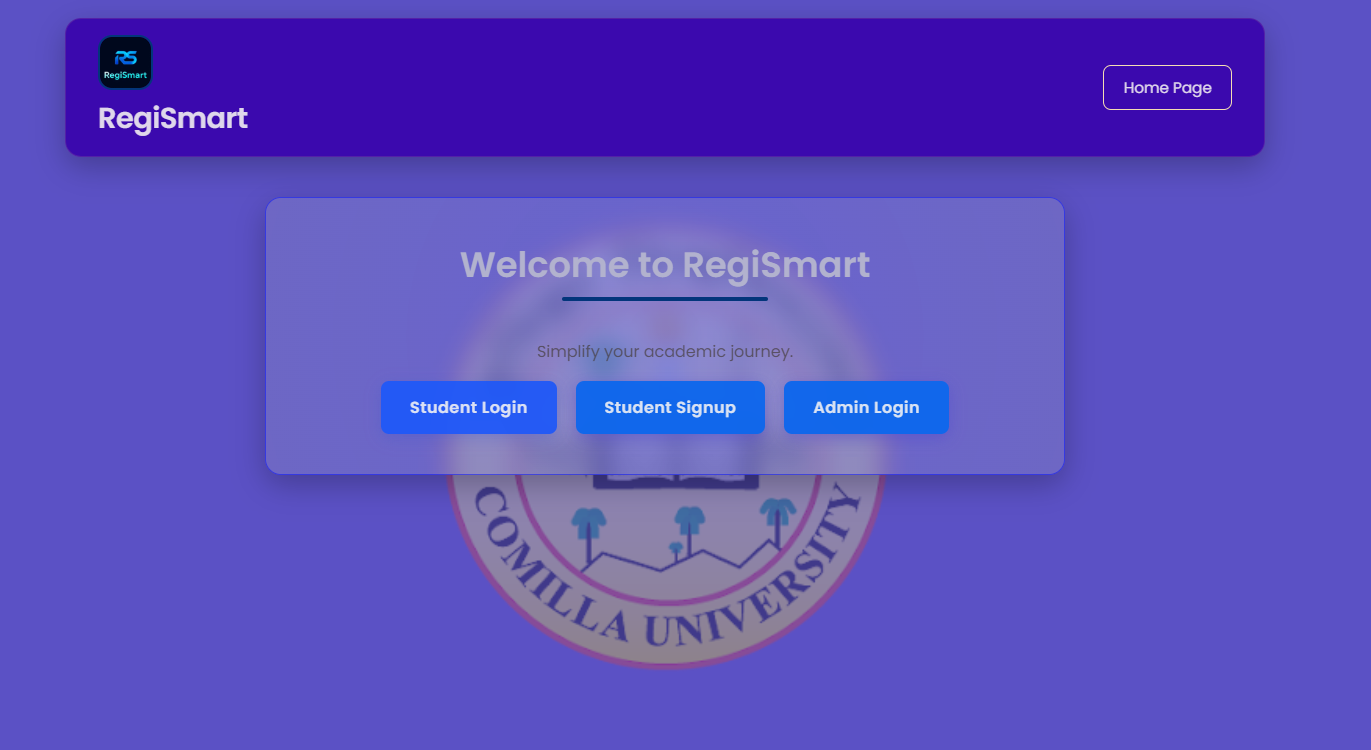 RS
RegiSmart
RegiSmart
Home Page
Welcome to RegiSmart
Simplify your academic journey.
Student Login
Student Signup
Admin Login
COMILLA UNIVERSITY